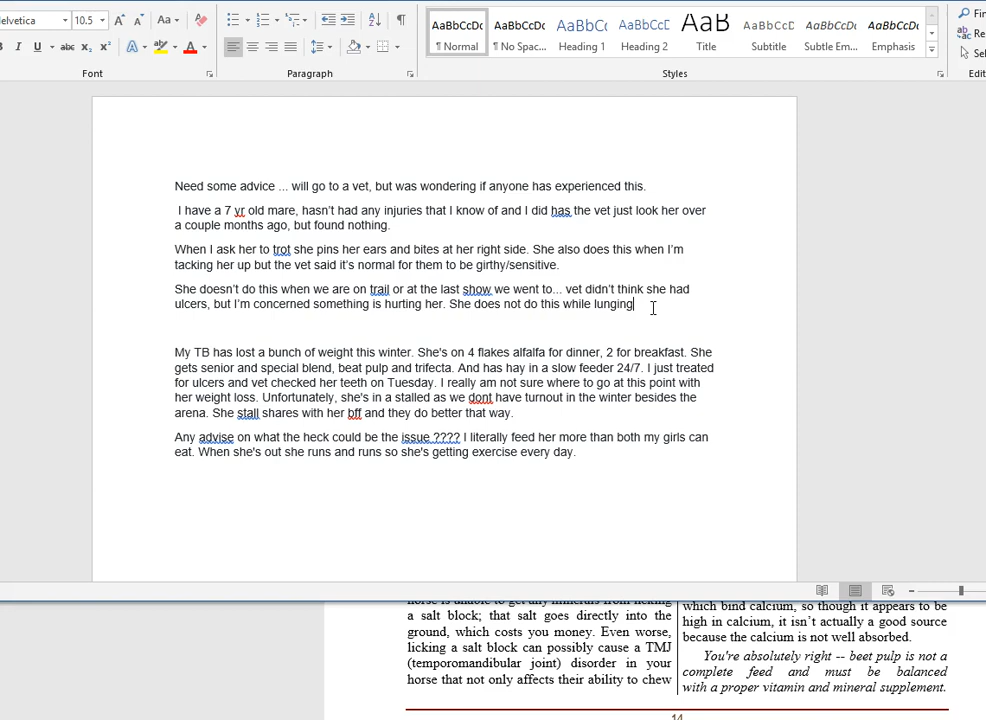 elvetica 10.5 Aa
AaBbCcDc AaBbCcDc AaBbCc AaBbCcC AaB AaBbCcC AaBbCcDc AaBbCcDc
¶ Normal ¶ No Spac... Heading 1 Heading 2 Title Subtitle Subtle Em... Emphasis
Fin
Re
Sel
Font Paragraph Styles Edit
Need some advice ... will go to a vet, but was wondering if anyone has experienced this.
I have a 7 yr old mare, hasn't had any injuries that I know of and I did has the vet just look her over
a couple months ago, but found nothing.
When I ask her to trot she pins her ears and bites at her right side. She also does this when I'm
tacking her up but the vet said it's normal for them to be girthy/sensitive.
She doesn't do this when we are on trail or at the last show we went to... vet didn't think she had
ulcers, but I'm concerned something is hurting her. She does not do this while lunging
My TB has lost a bunch of weight this winter. She's on 4 flakes alfalfa for dinner, 2 for breakfast. She
gets senior and special blend, beat pulp and trifecta. And has hay in a slow feeder 24/7. I just treated
for ulcers and vet checked her teeth on Tuesday. I really am not sure where to go at this point with
her weight loss. Unfortunately, she's in a stalled as we dont have turnout in the winter besides the
arena. She stall shares with her bff and they do better that way.
Any advise on what the heck could be the issue ???? I literally feed her more than both my girls can
eat. When she's out she runs and runs so she's getting exercise every day.
horse is unable to get any minerals from licking
a salt block; that salt goes directly into the
ground, which costs you money. Even worse,
licking a salt block can possibly cause a TMJ
(temporomandibular joint) disorder in your
horse that not only affects their ability to chew
which bind calcium, so though it appears to be
high in calcium, it isn't actually a good source
because the calcium is not well absorbed.
You're absolutely right -- beet pulp is not a
complete feed and must be balanced
with a proper vitamin and mineral supplement.
14